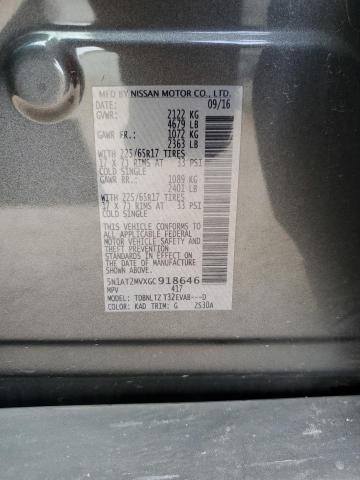 MFD BY NISSAN MOTOR CO., LTD.
DATE: 09/16
GVWR: 2122 KG
4679 LB
GAWR FR.: 1072 KG
2363 LB
WITH 225/65R17 TIRES
17 X 7J RIMS AT 33 PSI
COLD SINGLE
GAWR RR.: 1089 KG
2401 LB
WITH 225/65R17 TIRES
17 X 7J RIMS AT 33 PSI
COLD SINGLE
THIS VEHICLE CONFORMS TO
ALL APPLICABLE FEDERAL
MOTOR VEHICLE SAFETY
AND THEFT PREVENTION
STANDARDS IN EFFECT
ON THE DATE OF
MANUFACTURE SHOWN ABOVE.
5N1AT2MVXGC918646
MPV 417
MODEL: TDBNLTZ T32EVAB---D
COLOR: KAD TRIM: G 2530A